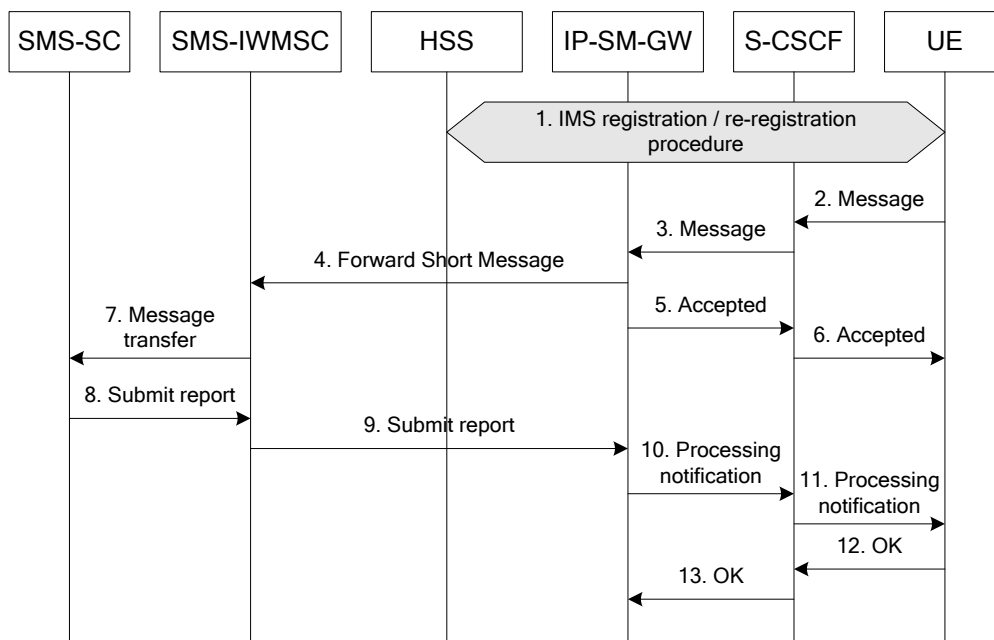 SMS-SC
SMS-IWMSC
HSS
IP-SM-GW
S-CSCF
UE
1. IMS registration / re-registration
procedure
2. Message
3. Message
4. Forward Short Message
5. Accepted
7. Message
transfer
6. Accepted
8. Submit report
9. Submit report
10. Processing
notification
11. Processing
notification
12. OK
13. OK